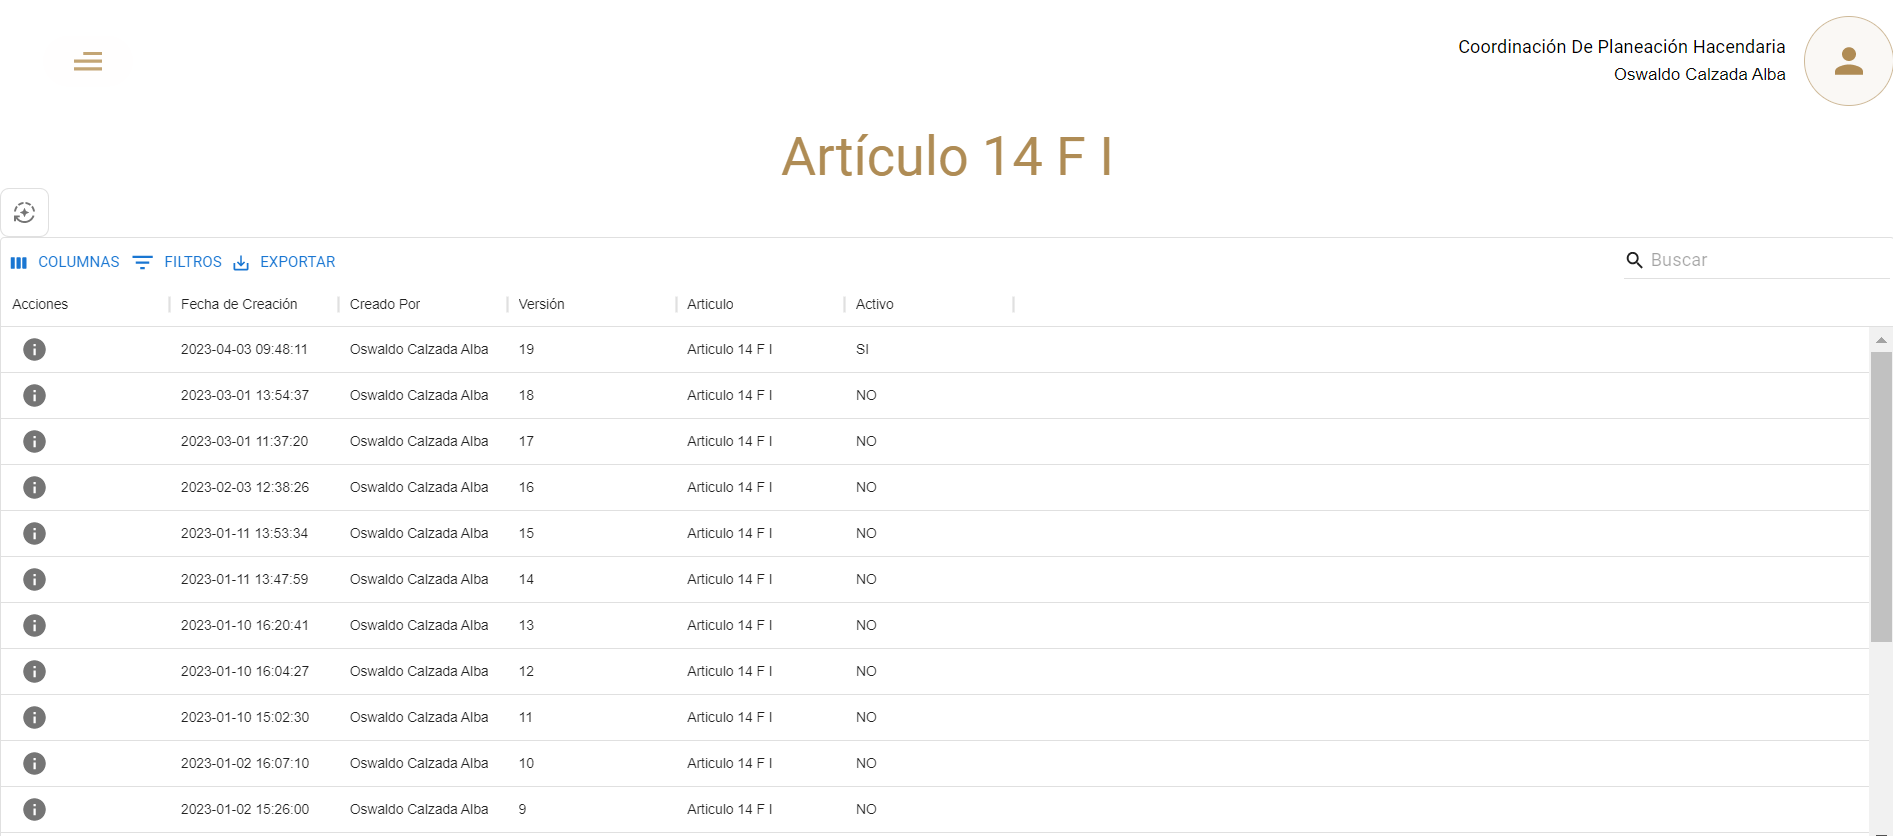 Coordinación De Planeación Hacendaria
Oswaldo Calzada Alba
Artículo 14 F I
COLUMNAS FILTROS EXPORTAR Buscar
Acciones Fecha de Creación Creado Por Versión Articulo Activo
2023-04-03 09:48:11 Oswaldo Calzada Alba 19 Articulo 14 F I SI
2023-03-01 13:54:37 Oswaldo Calzada Alba 18 Articulo 14 F I NO
2023-03-01 11:37:20 Oswaldo Calzada Alba 17 Articulo 14 F I NO
2023-02-03 12:38:26 Oswaldo Calzada Alba 16 Articulo 14 F I NO
2023-01-11 13:53:34 Oswaldo Calzada Alba 15 Articulo 14 F I NO
2023-01-11 13:47:59 Oswaldo Calzada Alba 14 Articulo 14 F I NO
2023-01-10 16:20:41 Oswaldo Calzada Alba 13 Articulo 14 F I NO
2023-01-10 16:04:27 Oswaldo Calzada Alba 12 Articulo 14 F I NO
2023-01-10 15:02:30 Oswaldo Calzada Alba 11 Articulo 14 F I NO
2023-01-02 16:07:10 Oswaldo Calzada Alba 10 Articulo 14 F I NO
2023-01-02 15:26:00 Oswaldo Calzada Alba 9 Articulo 14 F I NO